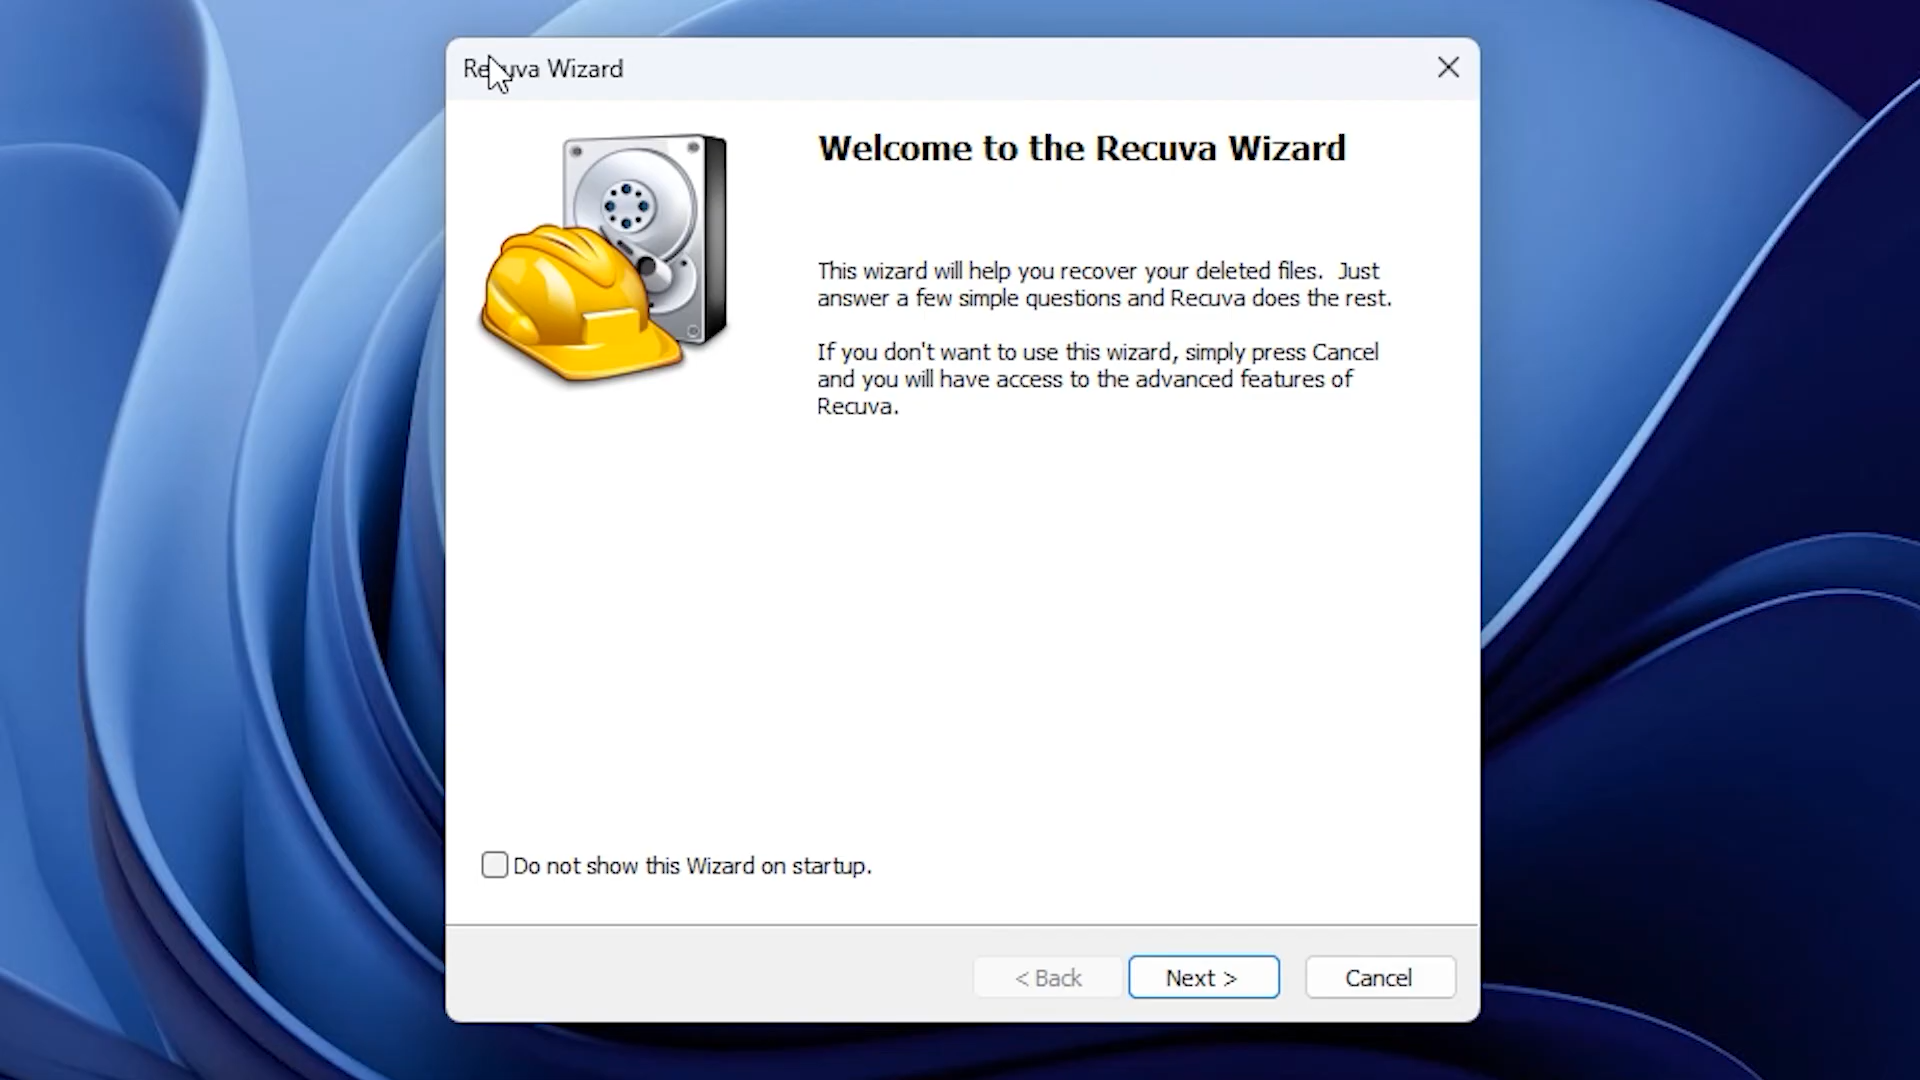 Recuva Wizard
Welcome to the Recuva Wizard
This wizard will help you recover your deleted files.  Just
answer a few simple questions and Recuva does the rest.
If you don't want to use this wizard, simply press Cancel
and you will have access to the advanced features of
Recuva.
Do not show this Wizard on startup.
< Back
Next >
Cancel